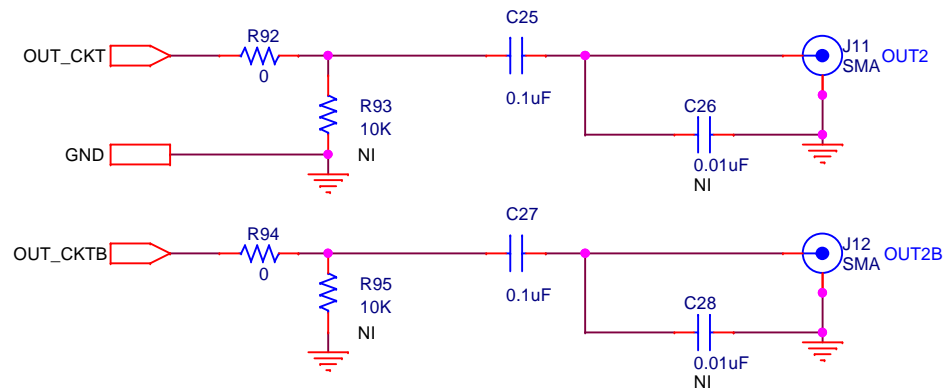 C25
R92
OUT_CKT
0
J11
SMA
OUT2
0.1uF
R93
10K
NI
C26
0.01uF
NI
GND
C27
R94
OUT_CKTB
0
J12
SMA
OUT2B
R95
10K
NI
0.1uF
C28
0.01uF
NI